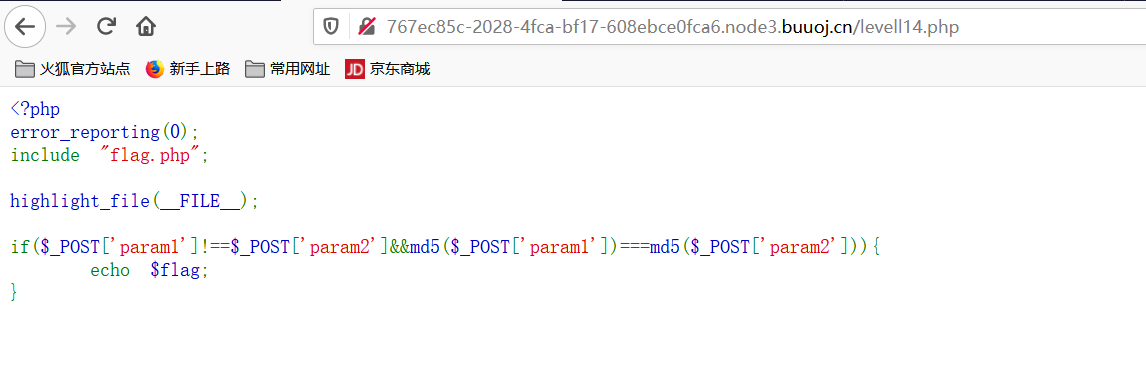 767ec85c-2028-4fca-bf17-608ebce0fca6.node3.buuoj.cn/levell14.php
火狐官方站点 新手上路 常用网址 JD 京东商城
<?php
error_reporting(0);
include "flag.php";
highlight_file(__FILE__);
if($_POST['param1']!==$_POST['param2']&&md5($_POST['param1'])===md5($_POST['param2'])){
echo $flag;
}